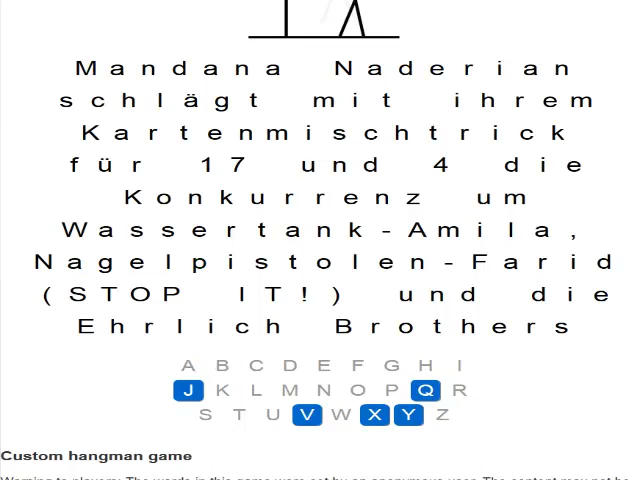 Mandana Naderian
schlägt mit ihrem
Kartenmischtrick
für 17 und 4 die
Konkurrenz um
Wassertank-Amila,
Nagelpistolen-Farid
(STOP IT!) und die
Ehrlich Brothers
A B C D E F G H I
J K L M N O P Q R
S T U V W X Y Z
Custom hangman game